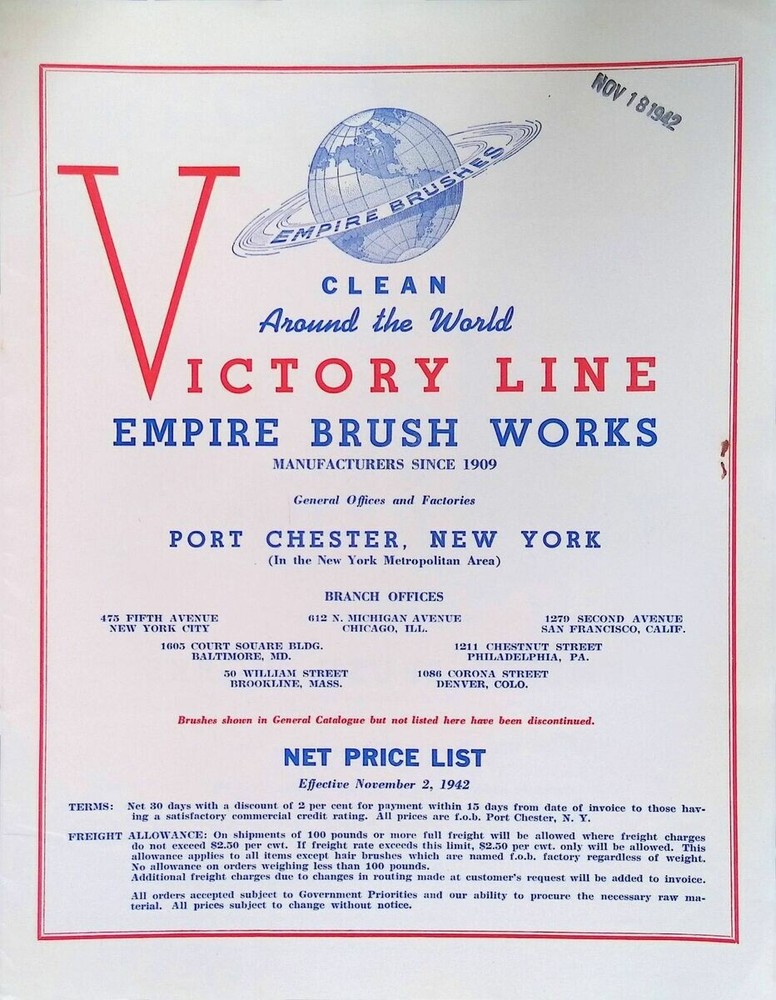 NOV 18 1942
EMPIRE BRUSHES
CLEAN
Around the World
VICTORY LINE
EMPIRE BRUSH WORKS
MANUFACTURERS SINCE 1909
General Offices and Factories
PORT CHESTER, NEW YORK
(In the New York Metropolitan Area)
BRANCH OFFICES
475 FIFTH AVENUE
NEW YORK CITY
612 N. MICHIGAN AVENUE
CHICAGO, ILL.
1279 SECOND AVENUE
SAN FRANCISCO, CALIF.
1605 COURT SQUARE BLDG.
BALTIMORE, MD.
1211 CHESTNUT STREET
PHILADELPHIA, PA.
50 WILLIAM STREET
BROOKLINE, MASS.
1086 CORONA STREET
DENVER, COLO.
Brushes shown in General Catalogue but not listed here have been discontinued.
NET PRICE LIST
Effective November 2, 1942
TERMS: Net 30 days with a discount of 2 per cent for payment within 15 days from date of invoice to those hav-
ing a satisfactory commercial credit rating. All prices are f.o.b. Port Chester, N. Y.
FREIGHT ALLOWANCE: On shipments of 100 pounds or more full freight will be allowed where freight charges
do not exceed $2.50 per cwt. If freight rate exceeds this limit, $2.50 per cwt. only will be allowed. This
allowance applies to all items except hair brushes which are named f.o.b. factory regardless of weight.
No allowance on orders weighing less than 100 pounds.
Additional freight charges due to changes in routing made at customer's request will be added to invoice.
All orders accepted subject to Government Priorities and our ability to procure the necessary raw ma-
terial. All prices subject to change without notice.